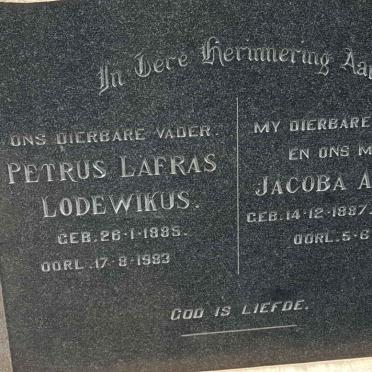 In Tere Herinnering Aan
ONS DIERBARE VADER.
PETRUS LAFRAS
LODEWIKUS.
GEB. 26-1-1885.
OORL. 17-8-1983
MY DIERBARE
EN ONS M
JACOBA A
GEB. 14-12-1887.
OORL. 5-6
GOD IS LIEFDE.